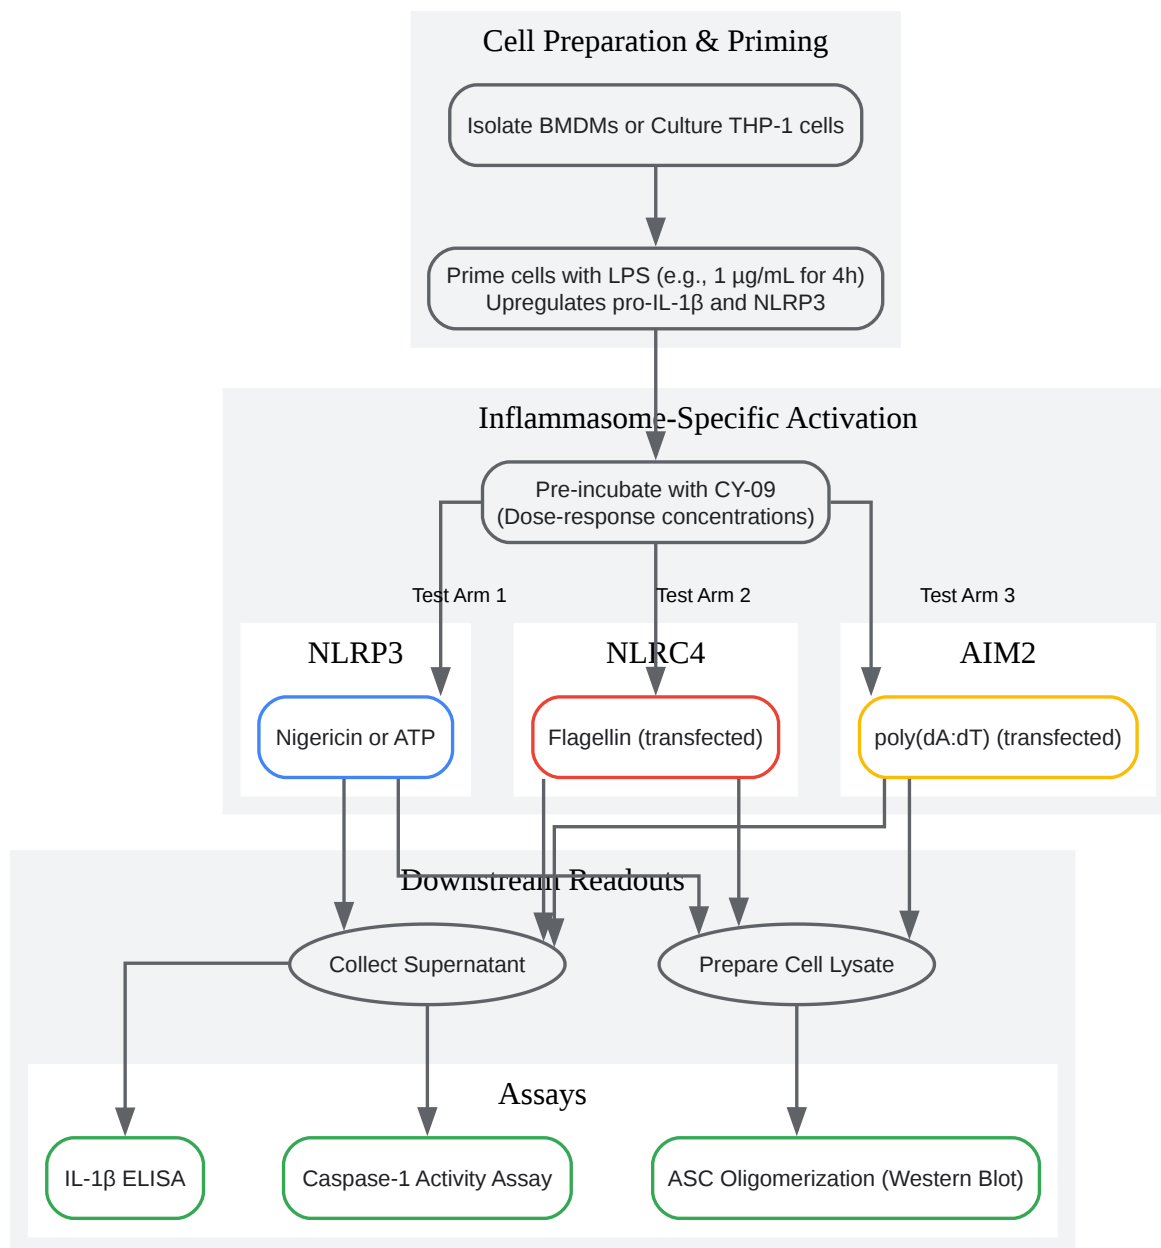 Cell Preparation & Priming
Isolate BMDMs or Culture THP-1 cells
Prime cells with LPS (e.g., 1 µg/mL for 4h)
Upregulates pro-IL-1β and NLRP3
Inflammasome-Specific Activation
Pre-incubate with CY-09
(Dose-response concentrations)
Test Arm 1
Test Arm 2
Test Arm 3
NLRP3
NLRC4
AIM2
Nigericin or ATP
Flagellin (transfected)
poly(dA:dT) (transfected)
Downstream Readouts
Collect Supernatant
Prepare Cell Lysate
Assays
IL-1β ELISA
Caspase-1 Activity Assay
ASC Oligomerization (Western Blot)